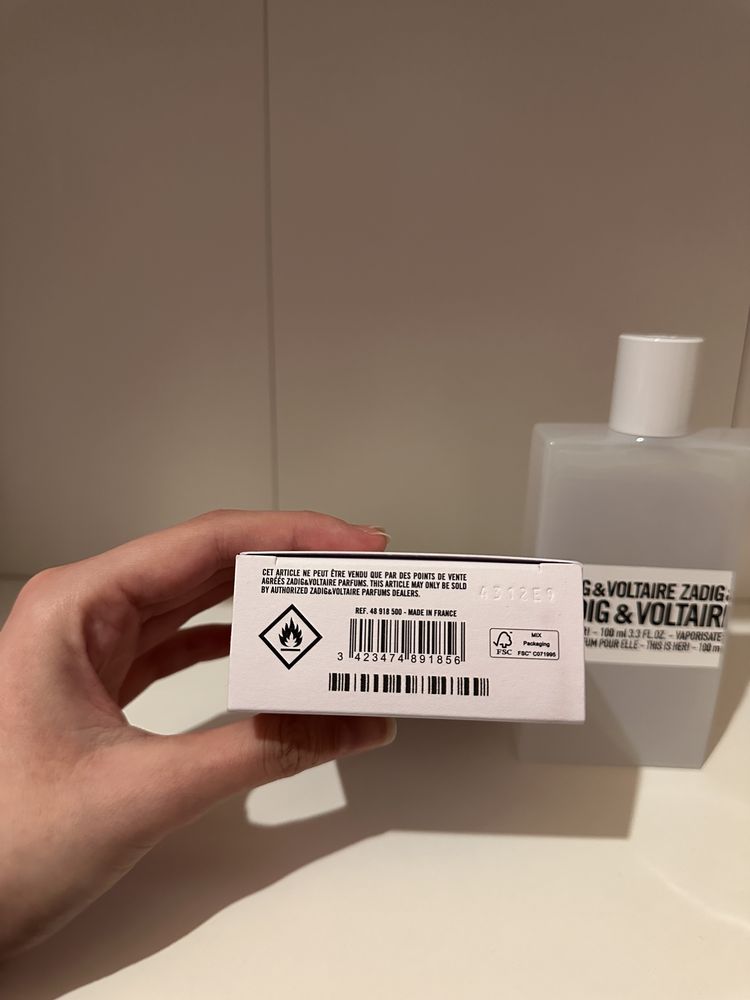 CET ARTICLE NE PEUT ÊTRE VENDU QUE PAR DES POINTS DE VENTE
AGRÉÉS ZADIG&VOLTAIRE PARFUMS. THIS ARTICLE MAY ONLY BE SOLD
BY AUTHORIZED ZADIG&VOLTAIRE PARFUMS DEALERS.
4312E9
REF. 48 918 500 - MADE IN FRANCE
3 423474 891856
FSC
MIX
Packaging
FSC® C071995
G&VOLTAIRE ZADIG&
DIG & VOLTAIR
! – 100 ml 3.3 FL.OZ. – VAPORISATE
UM POUR ELLE – THIS IS HER! – 100 m